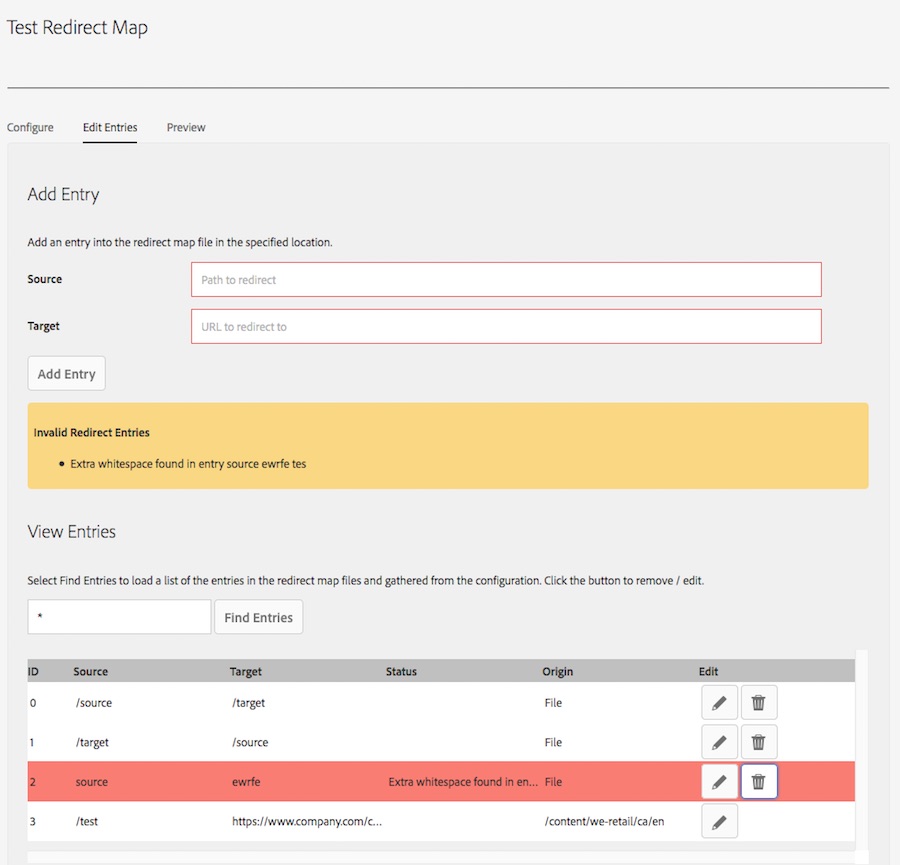 Test Redirect Map
Configure Edit Entries Preview
Add Entry
Add an entry into the redirect map file in the specified location.
Source Path to redirect
Target URL to redirect to
Add Entry
Invalid Redirect Entries
• Extra whitespace found in entry source ewrfe tes
View Entries
Select Find Entries to load a list of the entries in the redirect map files and gathered from the configuration. Click the button to remove / edit.
* Find Entries
ID Source Target Status Origin Edit
0 /source /target File
1 /target /source File
2 source ewrfe Extra whitespace found in en... File
3 /test https://www.company.com/c... /content/we-retail/ca/en